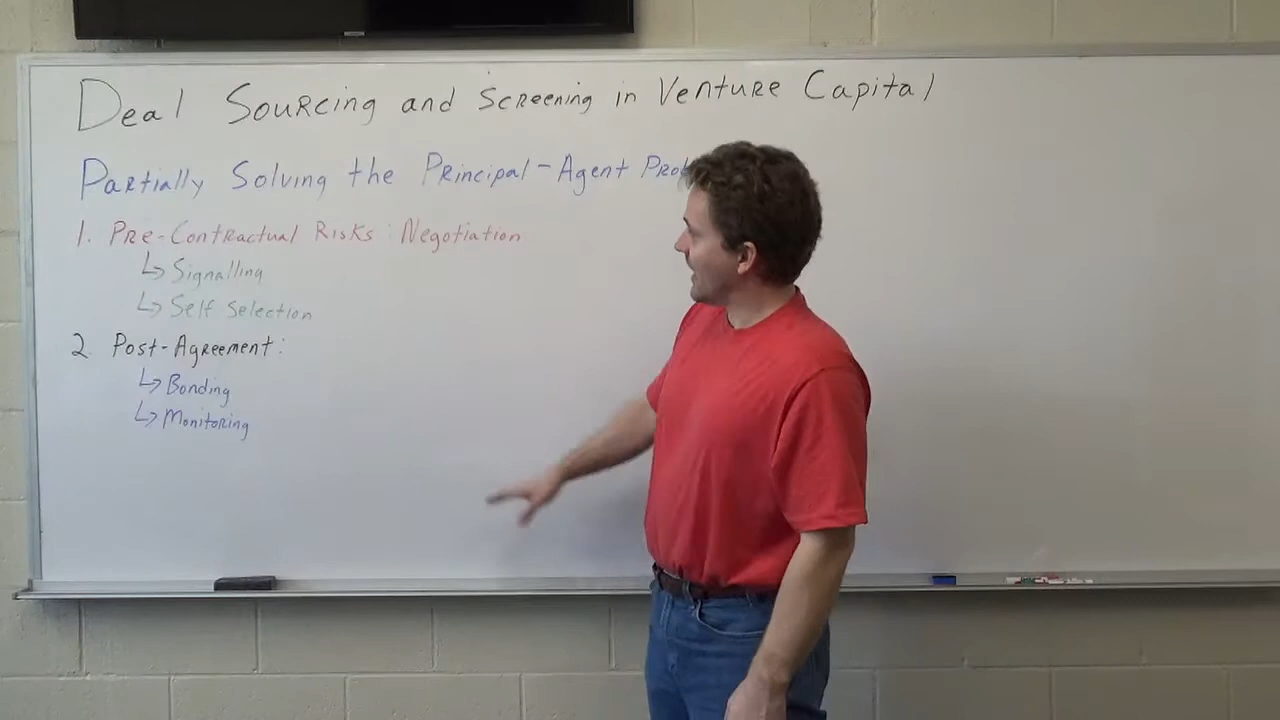 Deal Sourcing and Screening in Venture Capital
Partially Solving the Principal-Agent Prob
1. Pre-Contractual Risks: Negotiation
↳ Signalling
↳ Self Selection
2. Post-Agreement:
↳ Bonding
↳ Monitoring